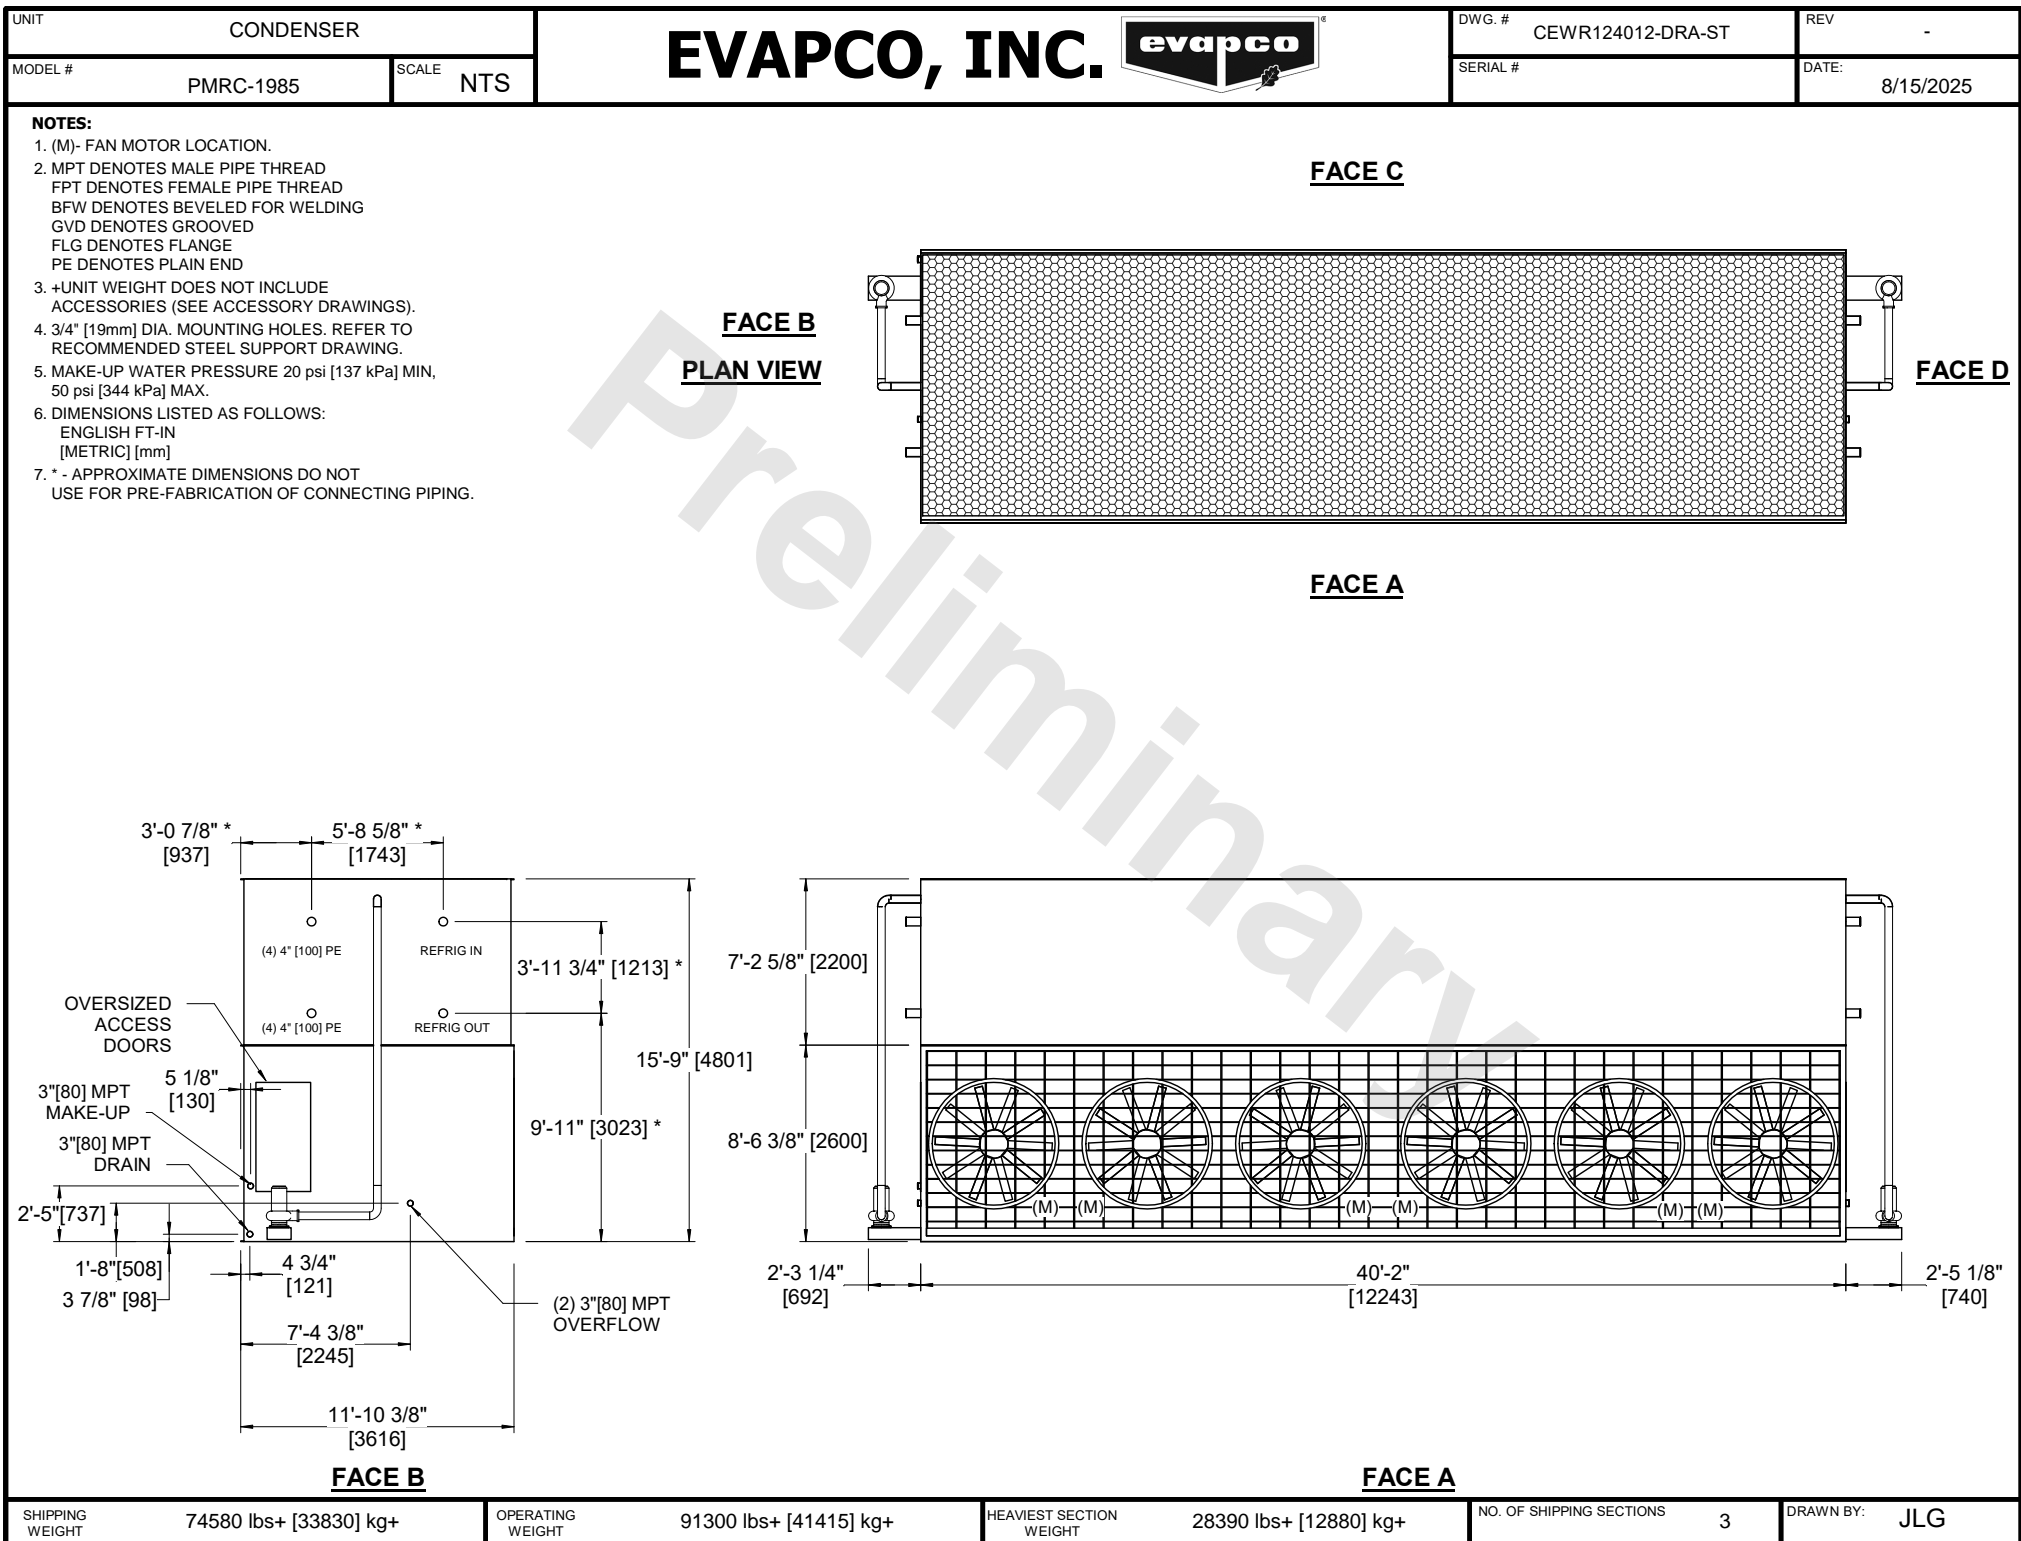 UNIT
CONDENSER
MODEL #
PMRC-1985
SCALE
NTS
EVAPCO, INC.
evapco
®
DWG. #
CEWR124012-DRA-ST
REV
-
SERIAL #
DATE:
8/15/2025
NOTES:
1. (M)- FAN MOTOR LOCATION.
2. MPT DENOTES MALE PIPE THREAD
FPT DENOTES FEMALE PIPE THREAD
BFW DENOTES BEVELED FOR WELDING
GVD DENOTES GROOVED
FLG DENOTES FLANGE
PE DENOTES PLAIN END
3. +UNIT WEIGHT DOES NOT INCLUDE
ACCESSORIES (SEE ACCESSORY DRAWINGS).
4. 3/4" [19mm] DIA. MOUNTING HOLES. REFER TO
RECOMMENDED STEEL SUPPORT DRAWING.
5. MAKE-UP WATER PRESSURE 20 psi [137 kPa] MIN,
50 psi [344 kPa] MAX.
6. DIMENSIONS LISTED AS FOLLOWS:
ENGLISH FT-IN
[METRIC] [mm]
7. * - APPROXIMATE DIMENSIONS DO NOT
USE FOR PRE-FABRICATION OF CONNECTING PIPING.
FACE C
FACE B
PLAN VIEW
FACE D
FACE A
Preliminary
3'-0 7/8" *
[937]
5'-8 5/8" *
[1743]
(4) 4" [100] PE
REFRIG IN
3'-11 3/4" [1213] *
(4) 4" [100] PE
REFRIG OUT
OVERSIZED
ACCESS
DOORS
15'-9" [4801]
5 1/8"
[130]
3"[80] MPT
MAKE-UP
3"[80] MPT
DRAIN
9'-11" [3023] *
2'-5"[737]
1'-8"[508]
3 7/8" [98]
4 3/4"
[121]
(2) 3"[80] MPT
OVERFLOW
7'-4 3/8"
[2245]
11'-10 3/8"
[3616]
FACE B
7'-2 5/8" [2200]
8'-6 3/8" [2600]
(M) (M) (M) (M) (M) (M)
2'-3 1/4"
[692]
40'-2"
[12243]
2'-5 1/8"
[740]
FACE A
SHIPPING
WEIGHT
74580 lbs+ [33830] kg+
OPERATING
WEIGHT
91300 lbs+ [41415] kg+
HEAVIEST SECTION
WEIGHT
28390 lbs+ [12880] kg+
NO. OF SHIPPING SECTIONS
3
DRAWN BY:
JLG